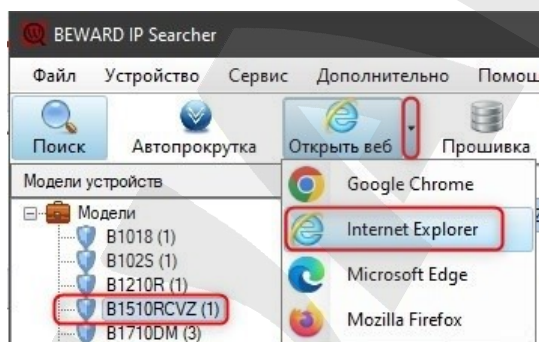 BEWARD IP Searcher
Файл Устройство Сервис Дополнительно
Поиск Автопрокрутка Открыть веб Прошивка
Модели устройств
Модели
B1018 (1)
B102S (1)
B1210R (1)
B1510RCVZ (1)
B1710DM (3)
Google Chrome
Internet Explorer
Microsoft Edge
Mozilla Firefox